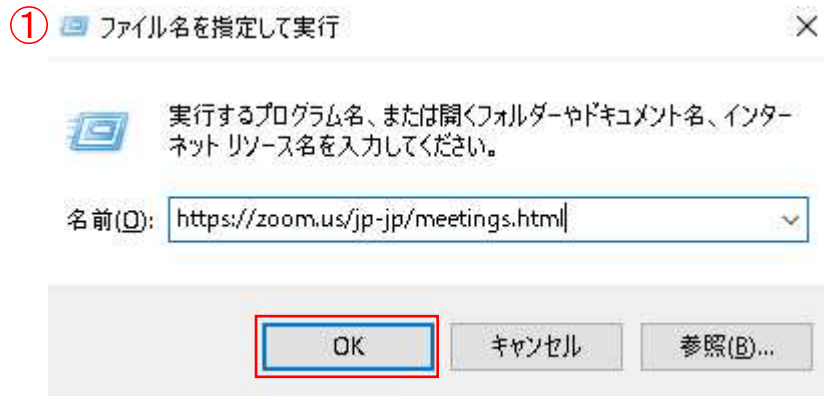 ① ファイル名を指定して実行
実行するプログラム名、または開くフォルダーやドキュメント名、インター
ネット リソース名を入力してください。
名前(O): https://zoom.us/jp-jp/meetings.html
OK キャンセル 参照(B)...